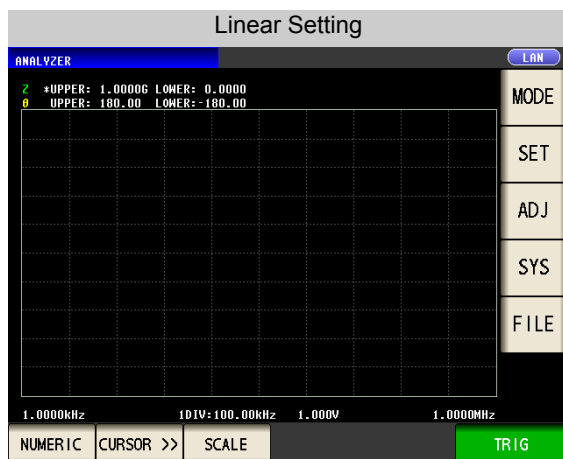 Linear Setting
ANALYZER LAN
Z *UPPER: 1.0000G LOWER: 0.0000
θ UPPER: 180.00 LOWER:-180.00
MODE
SET
ADJ
SYS
FILE
1.0000kHz 1DIV:100.00kHz 1.000V 1.0000MHz
NUMERIC CURSOR >> SCALE TRIG